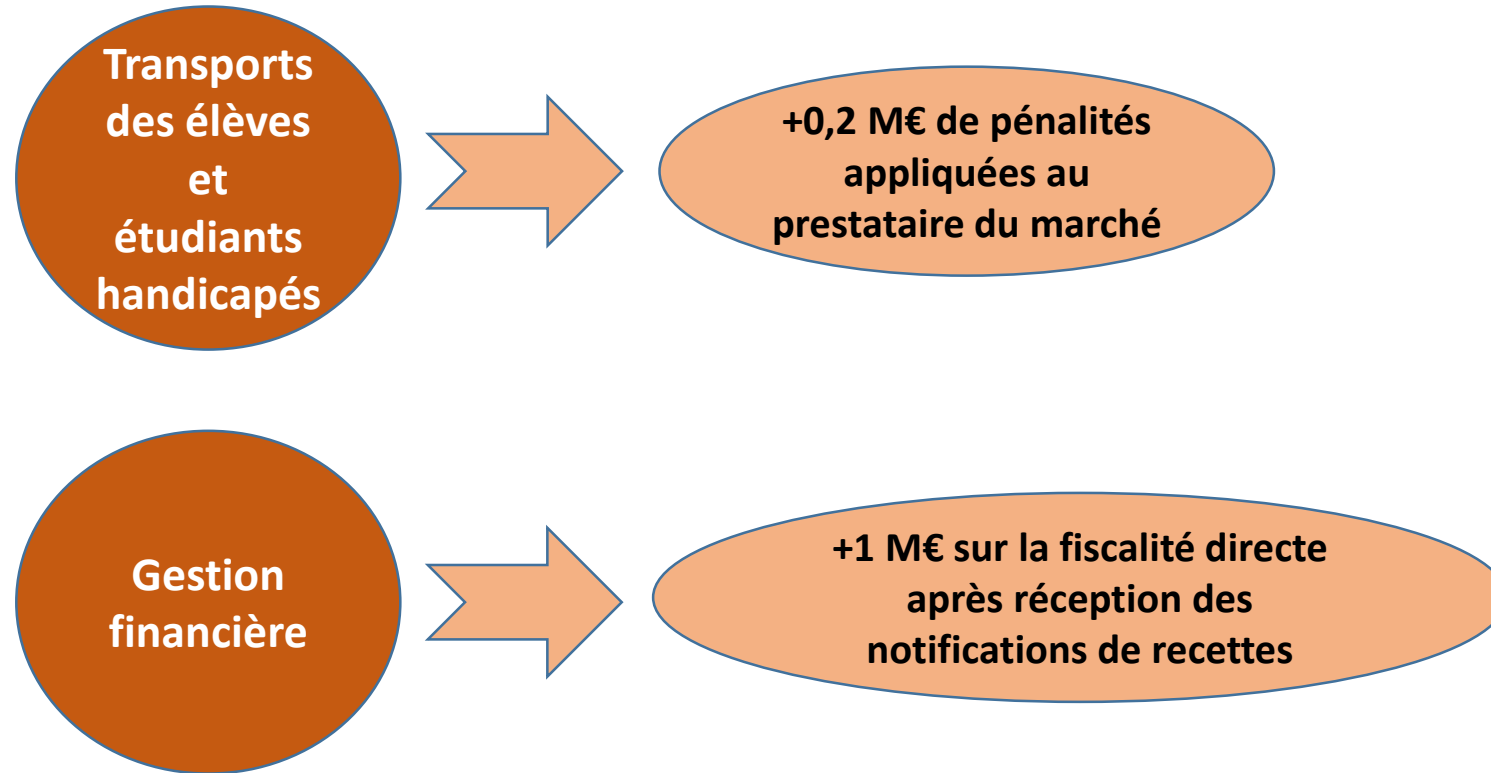 Transports
des élèves
et
étudiants
handicapés
+0,2 M€ de pénalités
appliquées au
prestataire du marché
Gestion
financière
+1 M€ sur la fiscalité directe
après réception des
notifications de recettes